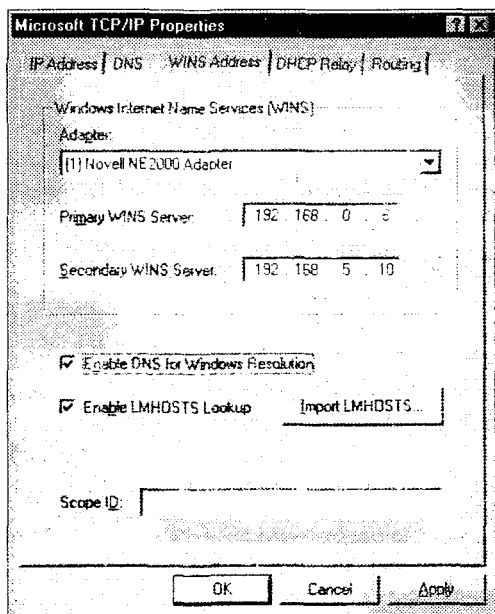 Microsoft TCP/IP Properties
IP Address DNS WINS Address DHCP Relay Routing
Windows Internet Name Services (WINS)
Adapter:
[1] Novell NE2000 Adapter
Primary WINS Server: 192 . 168 . 0 .
Secondary WINS Server: 192 . 168 . 5 . 10
Enable DNS for Windows Resolution
Enable LMHOSTS Lookup Import LMHOSTS...
Scope ID:
OK Cancel Apply